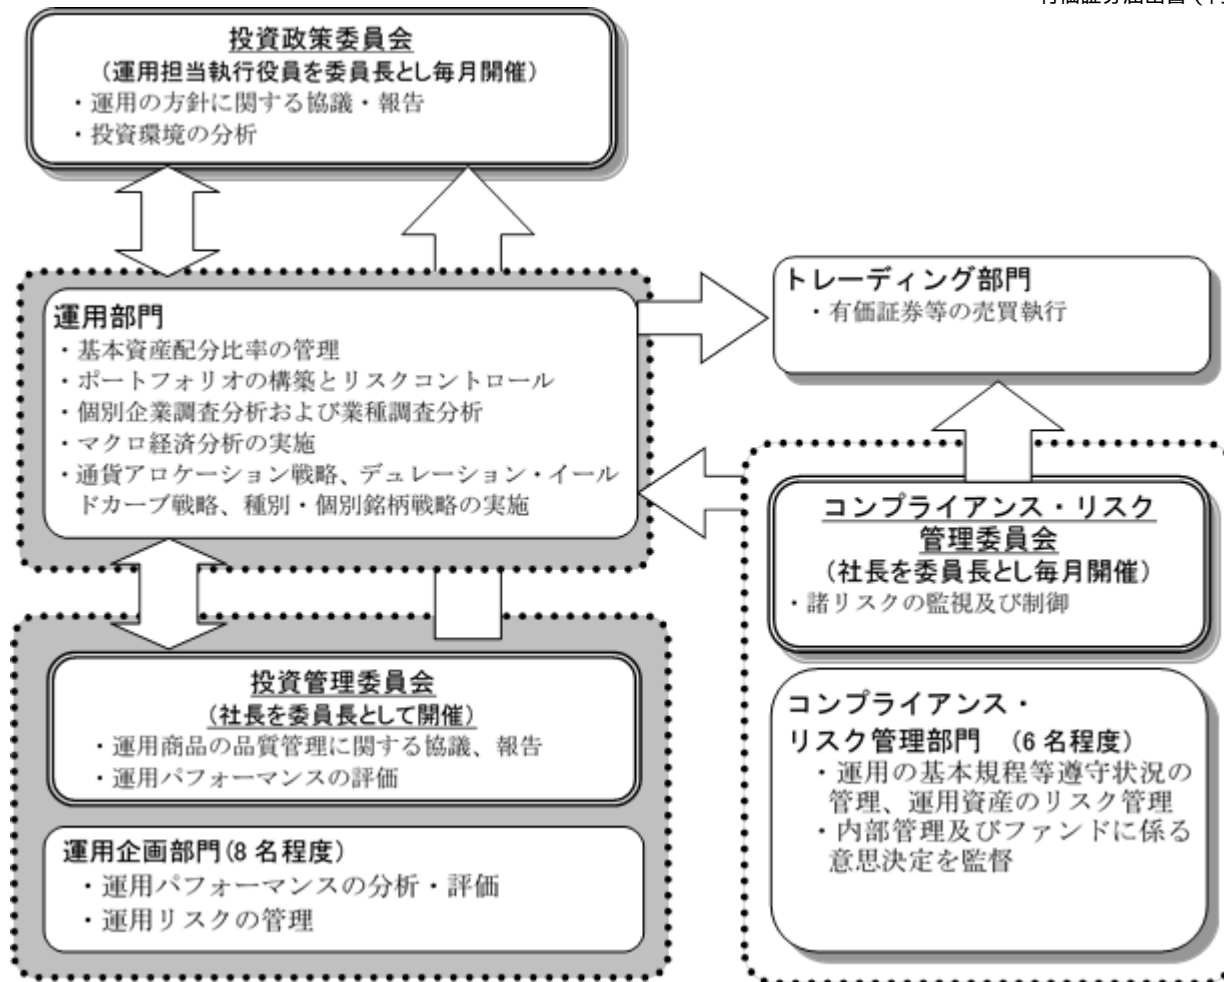 投資政策委員会
(運用担当執行役員を委員長とし毎月開催)
・運用の方針に関する協議・報告
・投資環境の分析
運用部門
・基本資産配分比率の管理
・ポートフォリオの構築とリスクコントロール
・個別企業調査分析および業種調査分析
・マクロ経済分析の実施
・通貨アロケーション戦略、デュレーション・イール
ドカーブ戦略、種別・個別銘柄戦略の実施
トレーディング部門
・有価証券等の売買執行
コンプライアンス・リスク
管理委員会
(社長を委員長とし毎月開催)
・諸リスクの監視及び制御
投資管理委員会
(社長を委員長として開催)
・運用商品の品質管理に関する協議、報告
・運用パフォーマンスの評価
運用企画部門(8名程度)
・運用パフォーマンスの分析・評価
・運用リスクの管理
コンプライアンス・
リスク管理部門 (6名程度)
・運用の基本規程等遵守状況の
管理、運用資産のリスク管理
・内部管理及びファンドに係る
意思決定を監督